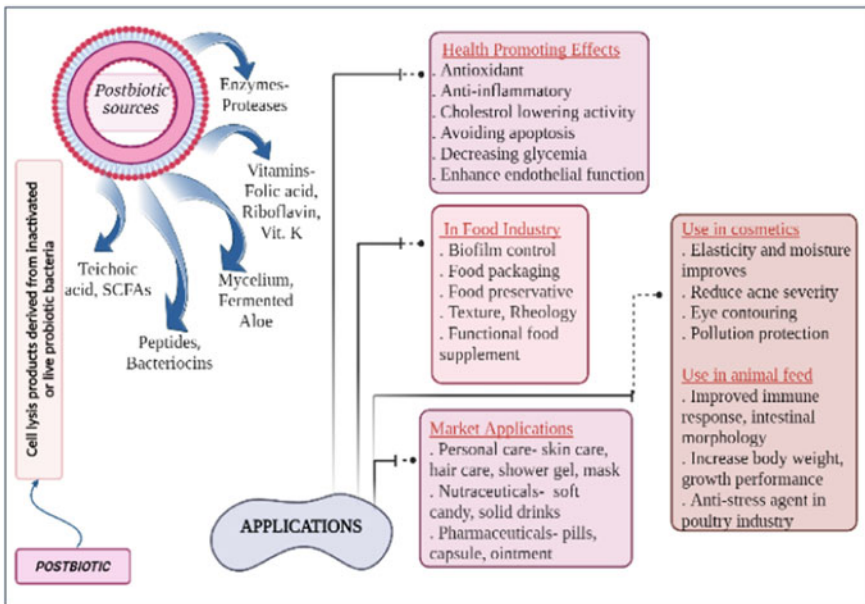 Postbiotic
sources
Enzymes-
Proteases
Vitamins-
Folic acid,
Riboflavin,
Vit. K
Mycelium,
Fermented
Aloe
Peptides,
Bacteriocins
Teichoic
acid, SCFAs
Cell lysis products derived from inactivated
or live probiotic bacteria
POSTBIOTIC
APPLICATIONS
Health Promoting Effects
. Antioxidant
. Anti-inflammatory
. Cholestrol lowering activity
. Avoiding apoptosis
. Decreasing glycemia
. Enhance endothelial function
In Food Industry
. Biofilm control
. Food packaging
. Food preservative
. Texture, Rheology
. Functional food
supplement
Market Applications
. Personal care- skin care,
hair care, shower gel, mask
. Nutraceuticals- soft
candy, solid drinks
. Pharmaceuticals- pills,
capsule, ointment
Use in cosmetics
. Elasticity and moisture
improves
. Reduce acne severity
. Eye contouring
. Pollution protection
Use in animal feed
. Improved immune
response, intestinal
morphology
. Increase body weight,
growth performance
. Anti-stress agent in
poultry industry